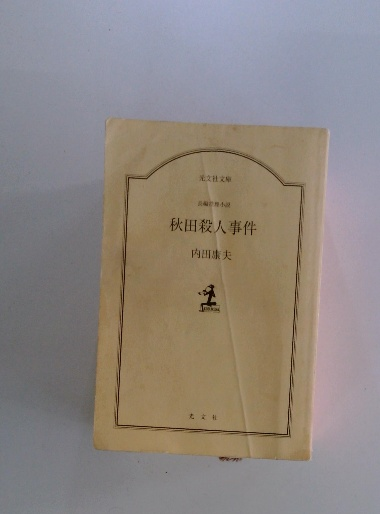 光文社文庫
長編推理小説
秋田殺人事件
内田康夫
光文社